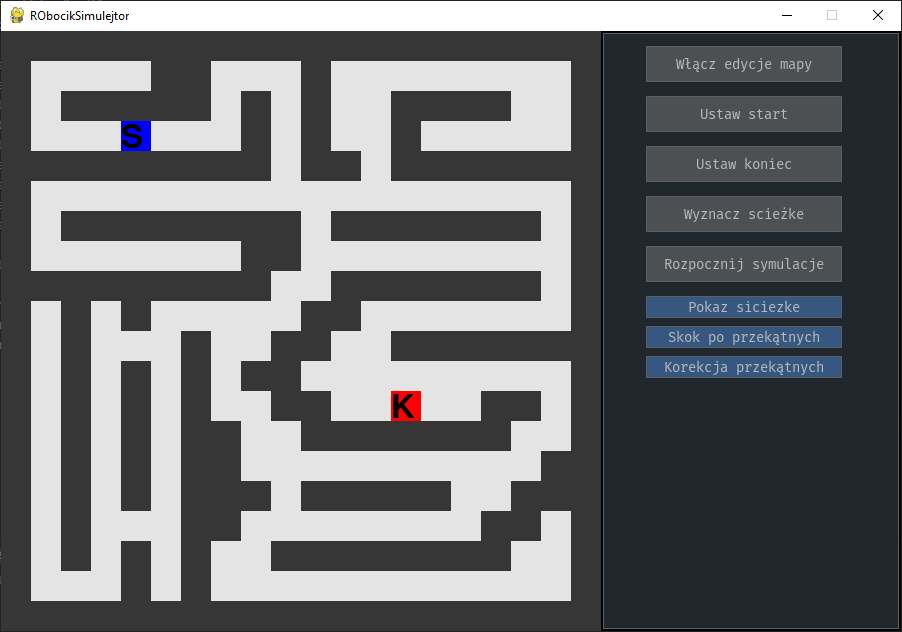 RObocikSimulejtor
Włącz edycje mapy
S
Ustaw start
Ustaw koniec
Wyznacz scieżke
Rozpocznij symulacje
Pokaz siciezke
Skok po przekątnych
Korekcja przekątnych
K